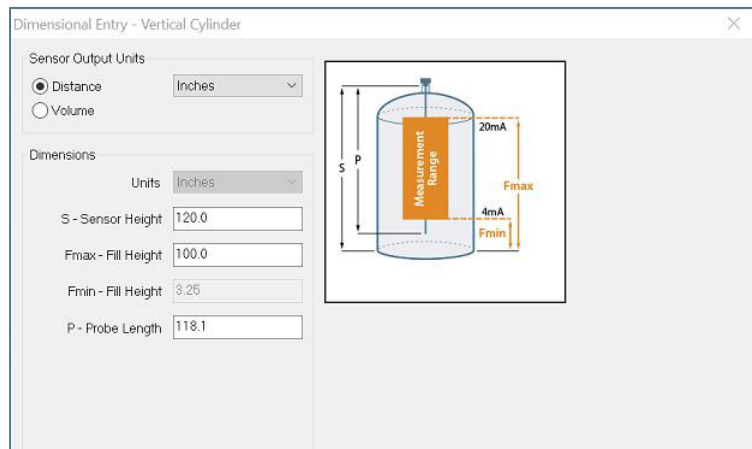 Dimensional Entry - Vertical Cylinder
Sensor Output Units
Distance
Inches
Volume
Dimensions
Units Inches
S - Sensor Height 120.0
Fmax - Fill Height 100.0
Fmin - Fill Height 3.25
P - Probe Length 118.1
20mA
S
P
Measurement
Range
Fmax
4mA
Fmin